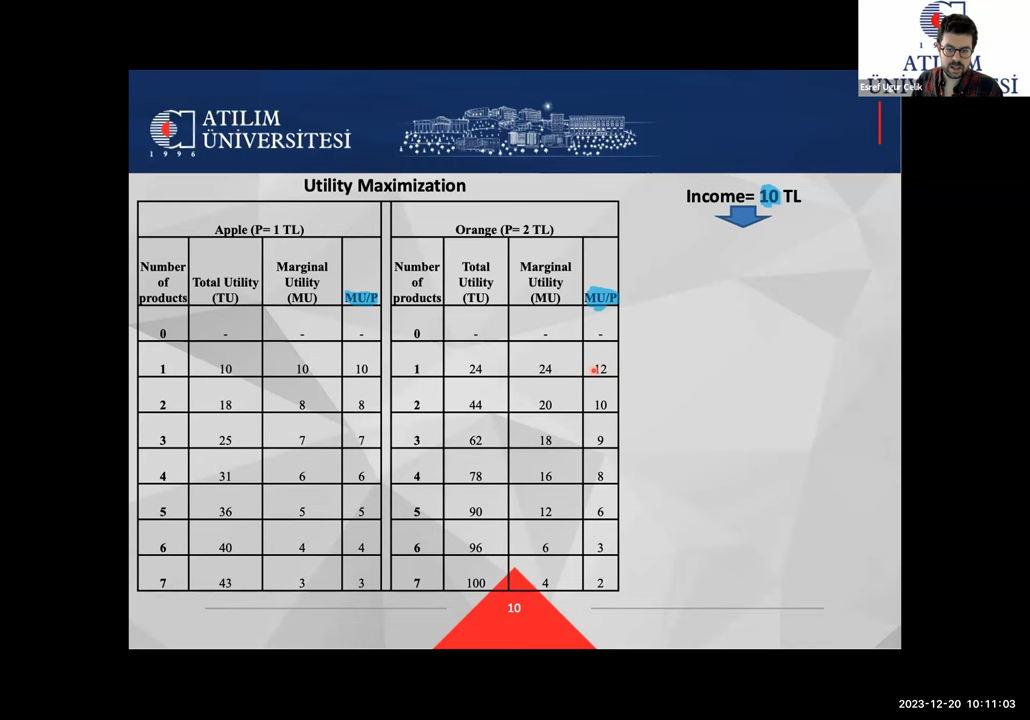 ATILIM
ÜNİVERSİTESİ
1 9 9 6
Esref Ugur Celik
Utility Maximization
Income= 10 TL
Apple (P= 1 TL) Orange (P= 2 TL)
Number of products Total Utility (TU) Marginal Utility (MU) MU/P Number of products Total Utility (TU) Marginal Utility (MU) MU/P
0 - - - 0 - - -
1 10 10 10 1 24 24 12
2 18 8 8 2 44 20 10
3 25 7 7 3 62 18 9
4 31 6 6 4 78 16 8
5 36 5 5 5 90 12 6
6 40 4 4 6 96 6 3
7 43 3 3 7 100 4 2
10
2023-12-20 10:11:03